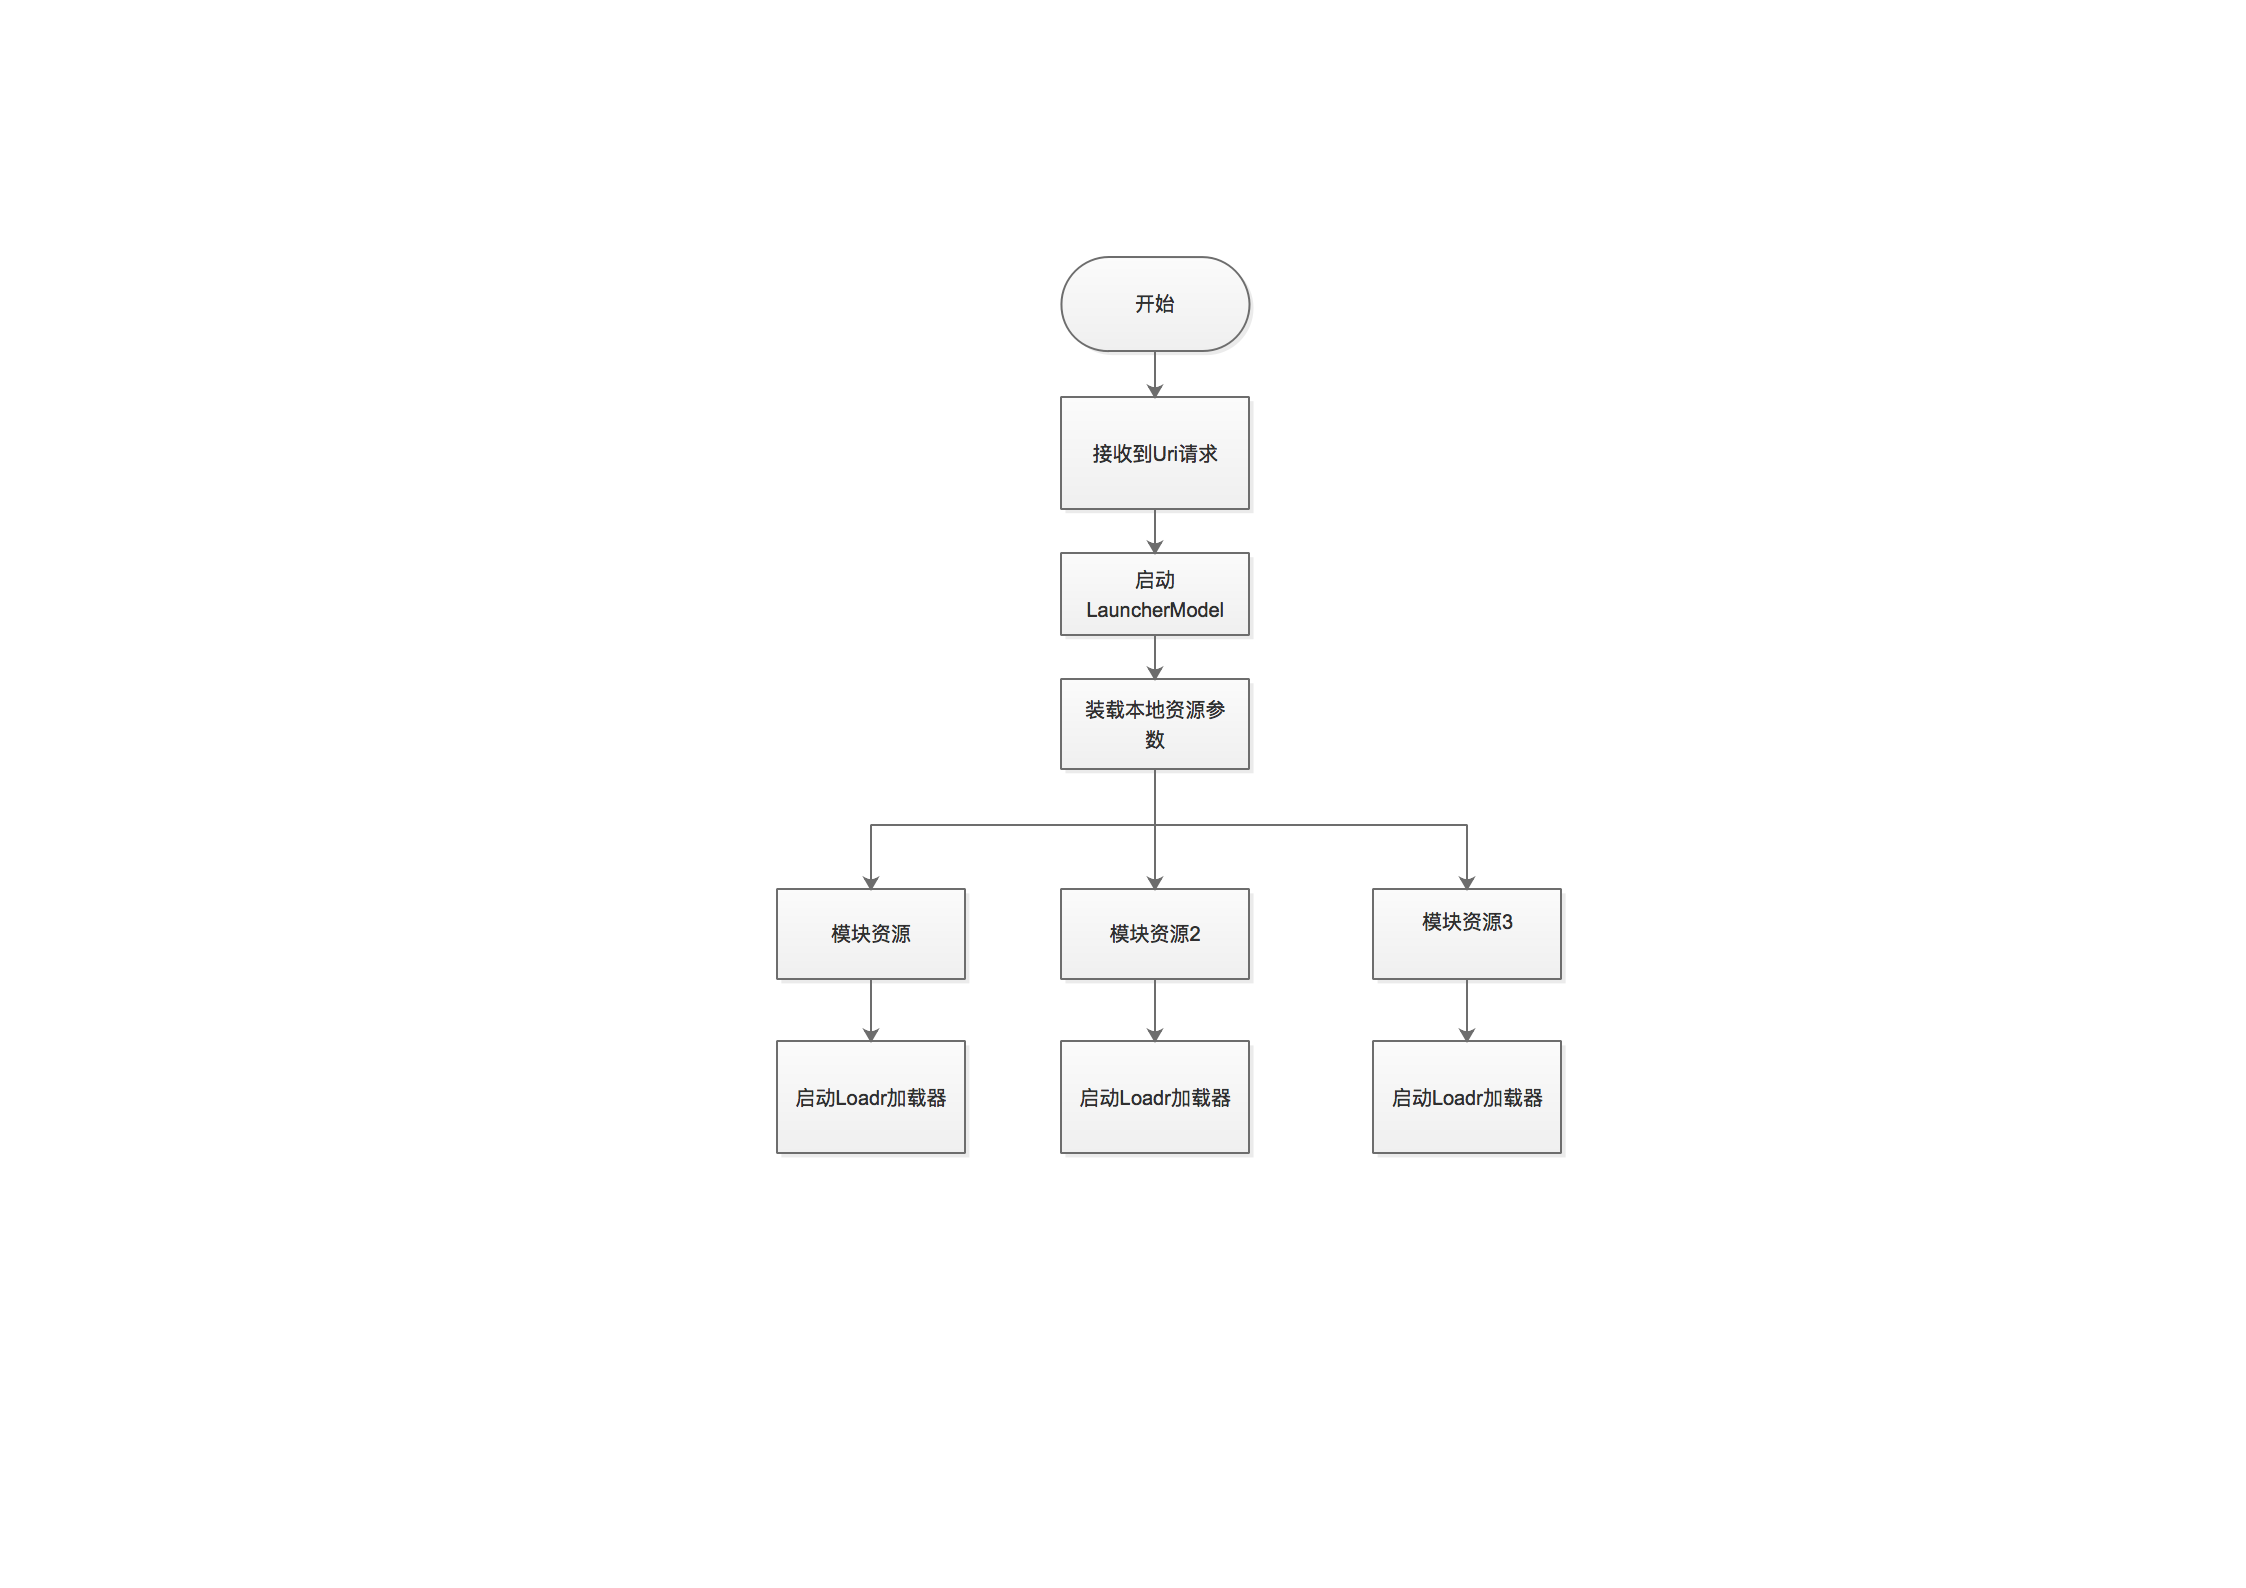 开始
接收到Uri请求
启动
LauncherModel
装载本地资源参
数
模块资源
模块资源2
模块资源3
启动Loadr加载器
启动Loadr加载器
启动Loadr加载器